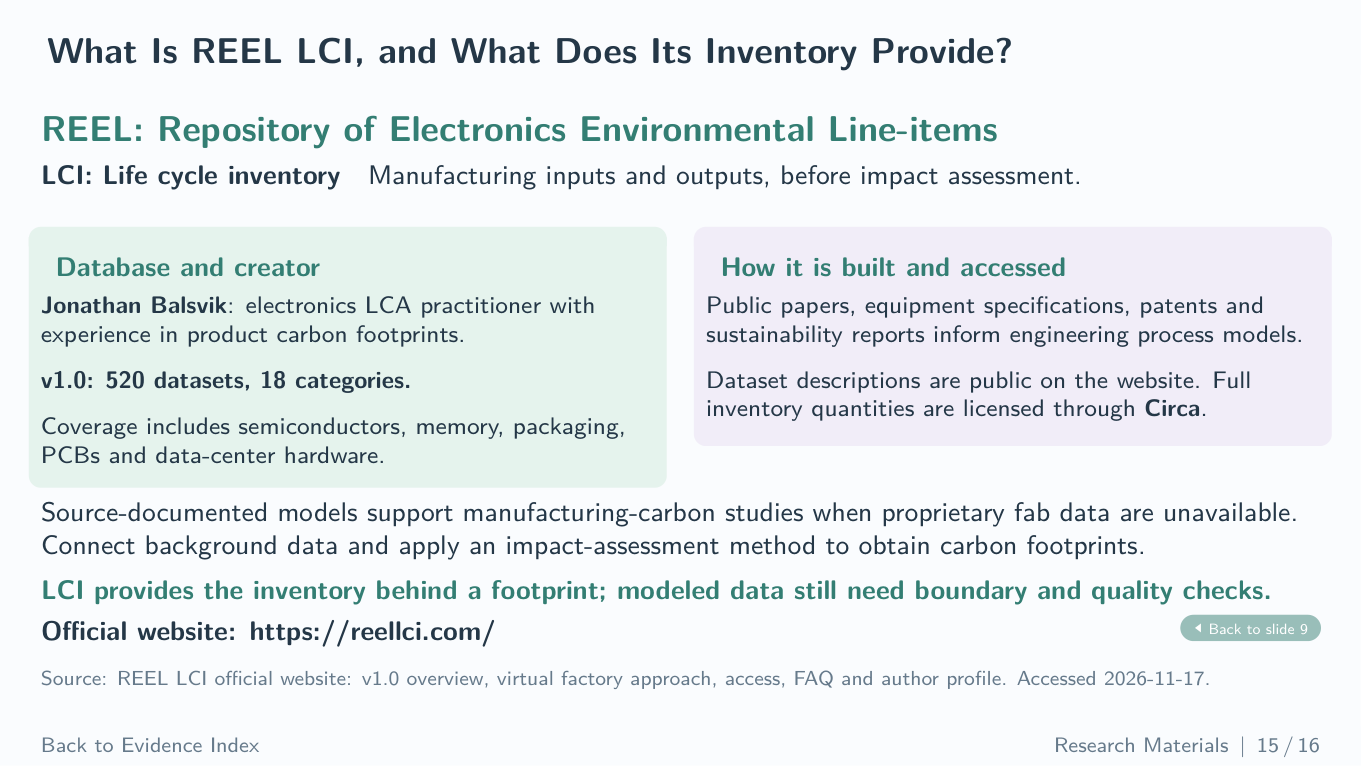 What Is REEL LCI, and What Does Its Inventory Provide?
REEL: Repository of Electronics Environmental Line-items
LCI: Life cycle inventory Manufacturing inputs and outputs, before impact assessment.
Database and creator
Jonathan Balsvik: electronics LCA practitioner with
experience in product carbon footprints.
v1.0: 520 datasets, 18 categories.
Coverage includes semiconductors, memory, packaging,
PCBs and data-center hardware.
How it is built and accessed
Public papers, equipment specifications, patents and
sustainability reports inform engineering process models.
Dataset descriptions are public on the website. Full
inventory quantities are licensed through Circa.
Source-documented models support manufacturing-carbon studies when proprietary fab data are unavailable.
Connect background data and apply an impact-assessment method to obtain carbon footprints.
LCI provides the inventory behind a footprint; modeled data still need boundary and quality checks.
Official website: https://reellci.com/
Back to slide 9
Source: REEL LCI official website: v1.0 overview, virtual factory approach, access, FAQ and author profile. Accessed 2026-11-17.
Back to Evidence Index
Research Materials | 15 / 16